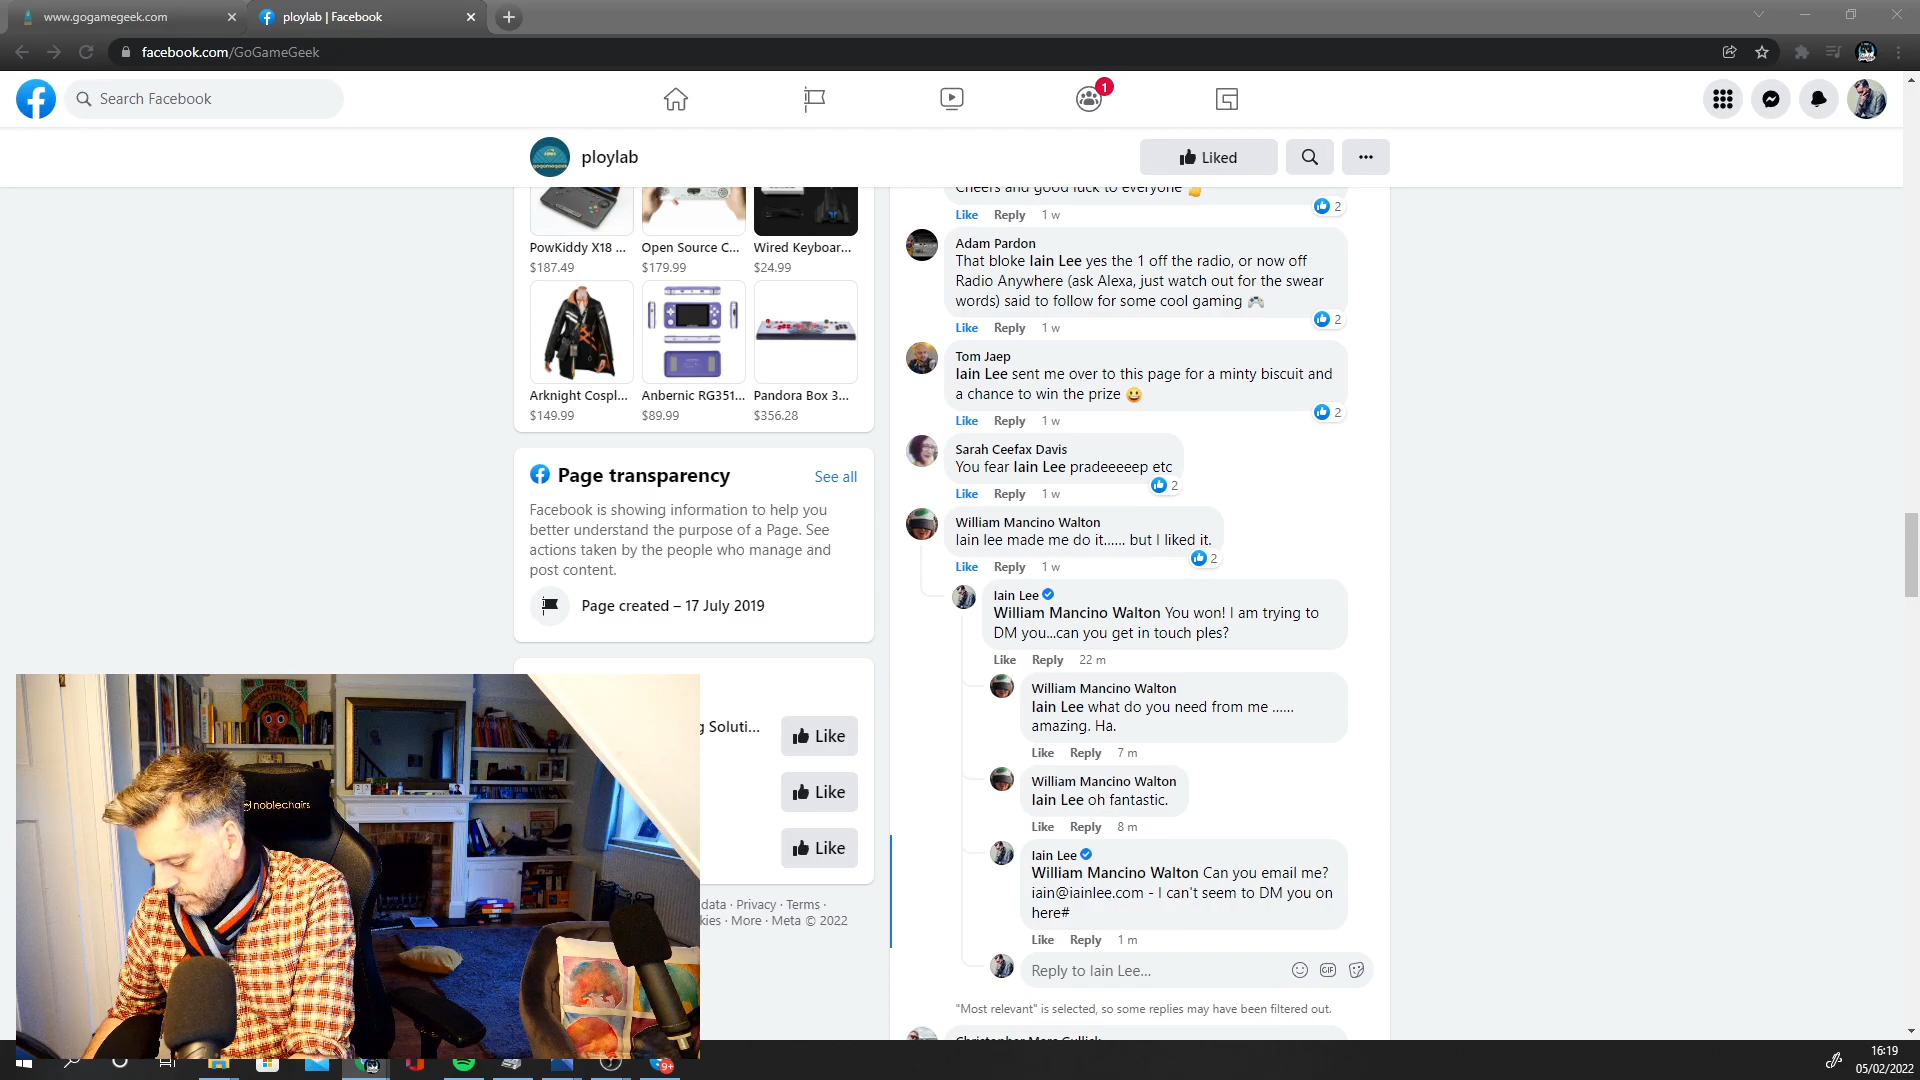 www.gogamegeek.com
ploylab | Facebook
facebook.com/GoGameGeek
Search Facebook
1
ploylab
Liked
PowKiddy X18 ...
Open Source C...
Wired Keyboar...
$187.49
$179.99
$24.99
Arknight Cospl...
Anbernic RG351...
Pandora Box 3...
$149.99
$89.99
$356.28
Page transparency
See all
Facebook is showing information to help you
better understand the purpose of a Page. See
actions taken by the people who manage and
post content.
Page created – 17 July 2019
g Soluti...
Like
Like
Like
data · Privacy · Terms ·
kies · More · Meta © 2022
noblechairs
Cheers and good luck to everyone
2
Like Reply 1 w
Adam Pardon
That bloke Iain Lee yes the 1 off the radio, or now off
Radio Anywhere (ask Alexa, just watch out for the swear
words) said to follow for some cool gaming 🎮
2
Like Reply 1 w
Tom Jaep
Iain Lee sent me over to this page for a minty biscuit and
a chance to win the prize 😀
2
Like Reply 1 w
Sarah Ceefax Davis
You fear Iain Lee pradeeeeep etc
2
Like Reply 1 w
William Mancino Walton
Iain lee made me do it...... but I liked it.
2
Like Reply 1 w
Iain Lee
William Mancino Walton You won! I am trying to
DM you...can you get in touch ples?
Like Reply 22 m
William Mancino Walton
Iain Lee what do you need from me ......
amazing. Ha.
Like Reply 7 m
William Mancino Walton
Iain Lee oh fantastic.
Like Reply 8 m
Iain Lee
William Mancino Walton Can you email me?
iain@iainlee.com - I can't seem to DM you on
here#
Like Reply 1 m
Reply to Iain Lee...
GIF
"Most relevant" is selected, so some replies may have been filtered out.
9+
16:19
05/02/2022